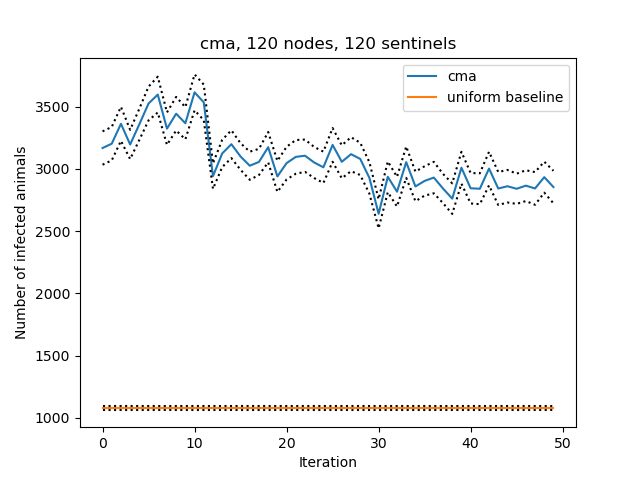 cma, 120 nodes, 120 sentinels
cma
uniform baseline
Number of infected animals
3500
3000
2500
2000
1500
1000
0
10
20
30
40
50
Iteration